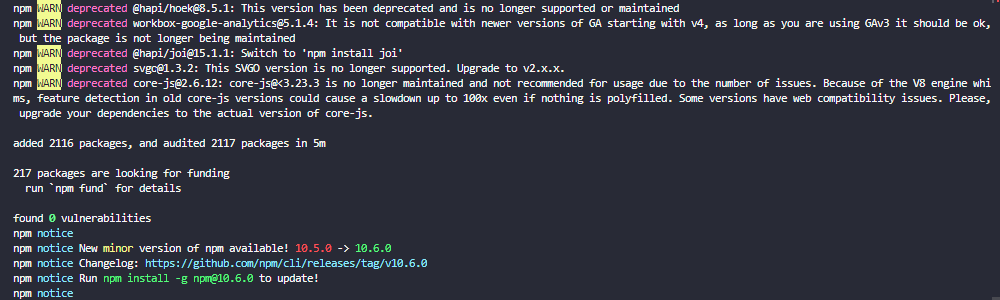 npm WARN deprecated @hapi/hoek@8.5.1: This version has been deprecated and is no longer supported or maintained
npm WARN deprecated workbox-google-analytics@5.1.4: It is not compatible with newer versions of GA starting with v4, as long as you are using GAv3 it should be ok,
but the package is not longer being maintained
npm WARN deprecated @hapi/joi@15.1.1: Switch to 'npm install joi'
npm WARN deprecated svgo@1.3.2: This SVGO version is no longer supported. Upgrade to v2.x.x.
npm WARN deprecated core-js@2.6.12: core-js@<3.23.3 is no longer maintained and not recommended for usage due to the number of issues. Because of the V8 engine whi
ms, feature detection in old core-js versions could cause a slowdown up to 100x even if nothing is polyfilled. Some versions have web compatibility issues. Please,
upgrade your dependencies to the actual version of core-js.
added 2116 packages, and audited 2117 packages in 5m
217 packages are looking for funding
run `npm fund` for details
found 0 vulnerabilities
npm notice
npm notice New minor version of npm available! 10.5.0 -> 10.6.0
npm notice Changelog: https://github.com/npm/cli/releases/tag/v10.6.0
npm notice Run npm install -g npm@10.6.0 to update!
npm notice